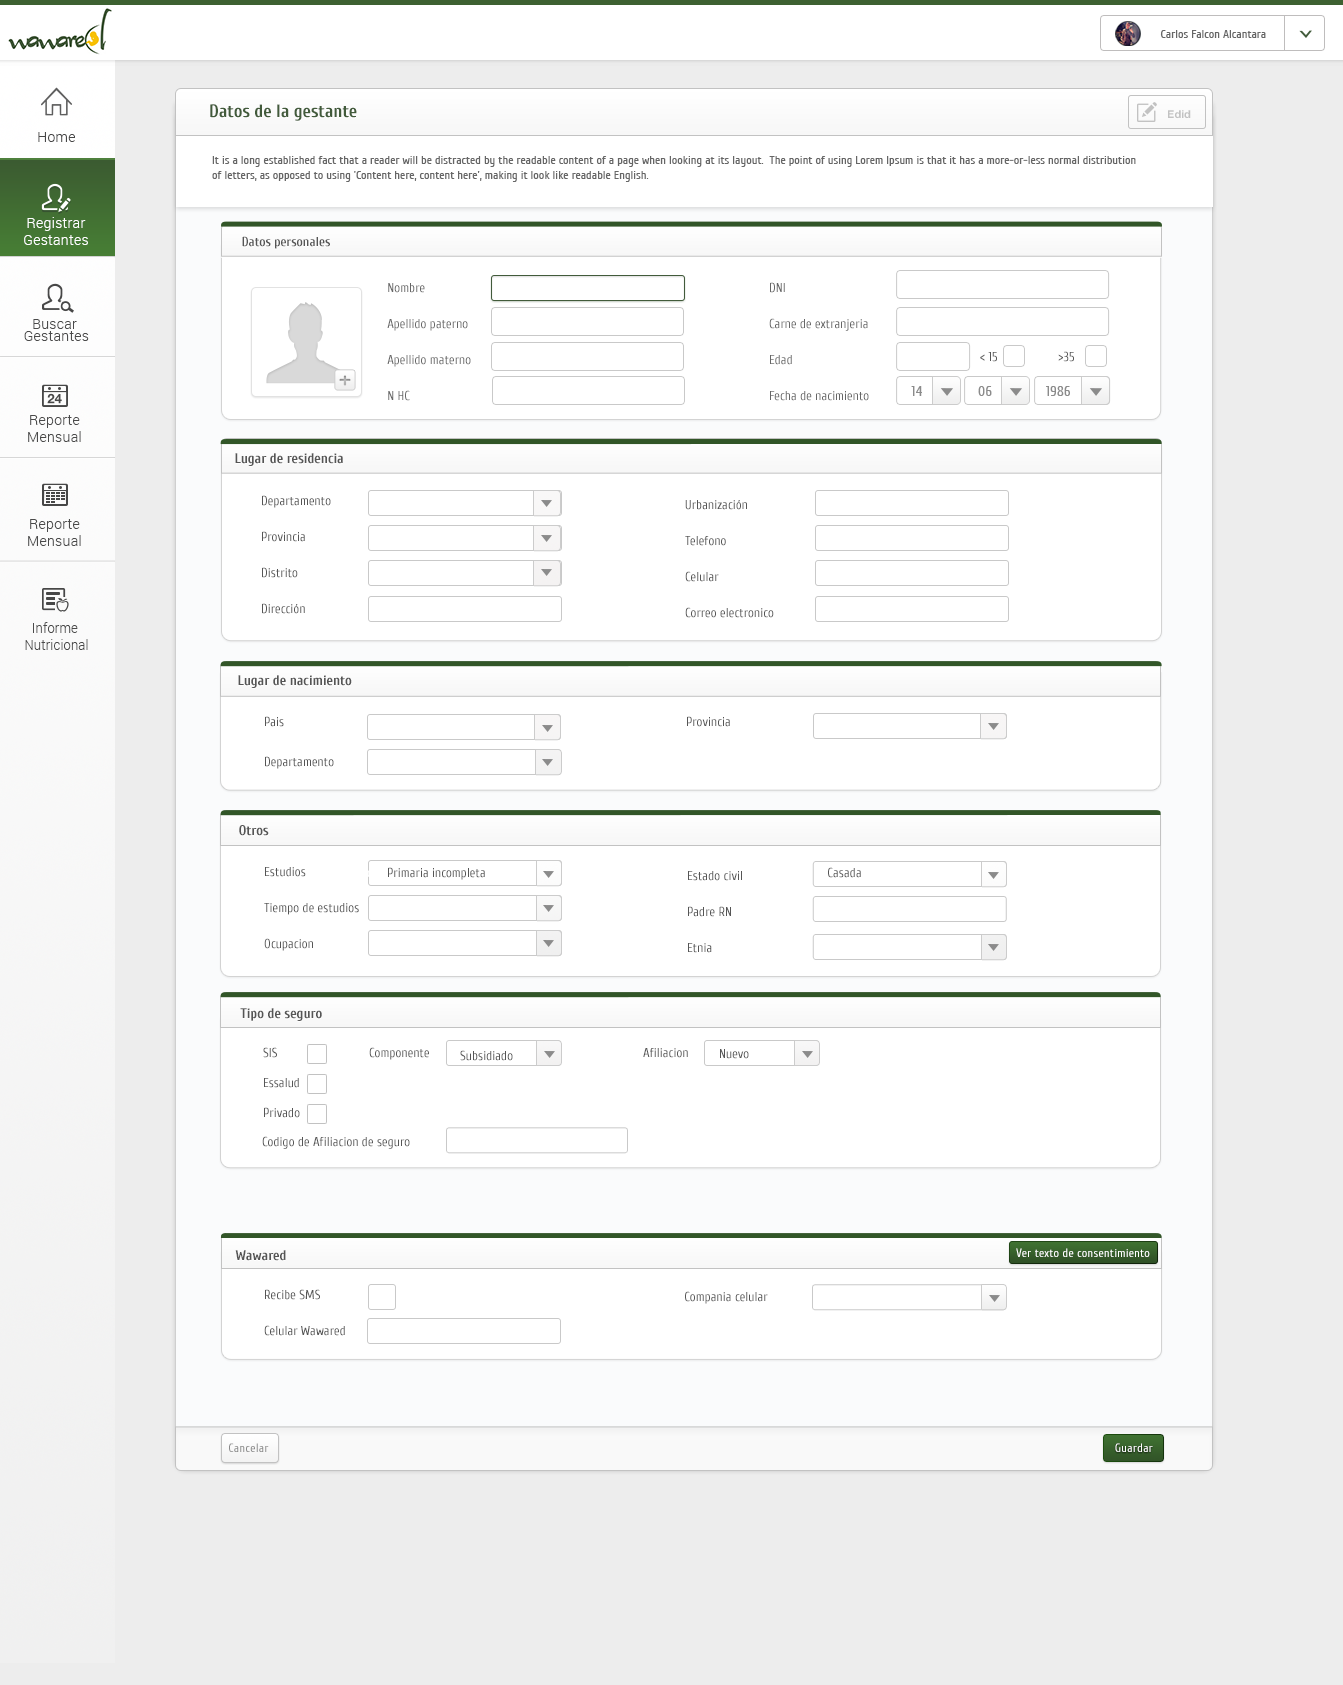 wawared
Carlos Falcon Alcantara
Home
Registrar
Gestantes
Buscar
Gestantes
24
Reporte
Mensual
Reporte
Mensual
Informe
Nutricional
Datos de la gestante
Edid
It is a long established fact that a reader will be distracted by the readable content of a page when looking at its layout. The point of using Lorem Ipsum is that it has a more-or-less normal distribution
of letters, as opposed to using 'Content here, content here', making it look like readable English.
Datos personales
Nombre
DNI
Apellido paterno
Carne de extranjeria
Apellido materno
Edad
< 15
>35
N HC
Fecha de nacimiento
14
06
1986
Lugar de residencia
Departamento
Urbanización
Provincia
Telefono
Distrito
Celular
Dirección
Correo electronico
Lugar de nacimiento
Pais
Provincia
Departamento
Otros
Estudios
Primaria incompleta
Estado civil
Casada
Tiempo de estudios
Padre RN
Ocupacion
Etnia
Tipo de seguro
SIS
Componente
Subsidiado
Afiliacion
Nuevo
Essalud
Privado
Codigo de Afiliacion de seguro
Wawared
Ver texto de consentimiento
Recibe SMS
Compania celular
Celular Wawared
Cancelar
Guardar